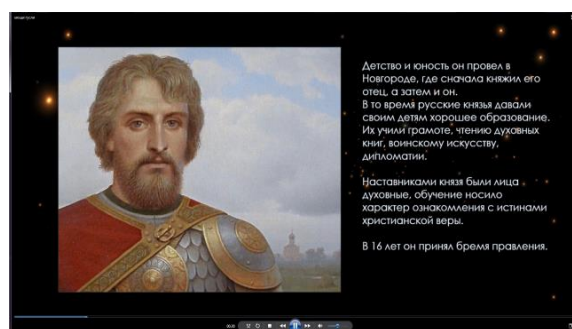 Детство и юность он провел в
Новгороде, где сначала княжил его
отец, а затем и он.
В то время русские князья давали
своим детям хорошее образование.
Их учили грамоте, чтению духовных
книг, воинскому искусству,
дипломатии.
Наставниками князя были лица
духовные, обучение носило
характер ознакомления с истинами
христианской веры.
В 16 лет он принял бремя правления.